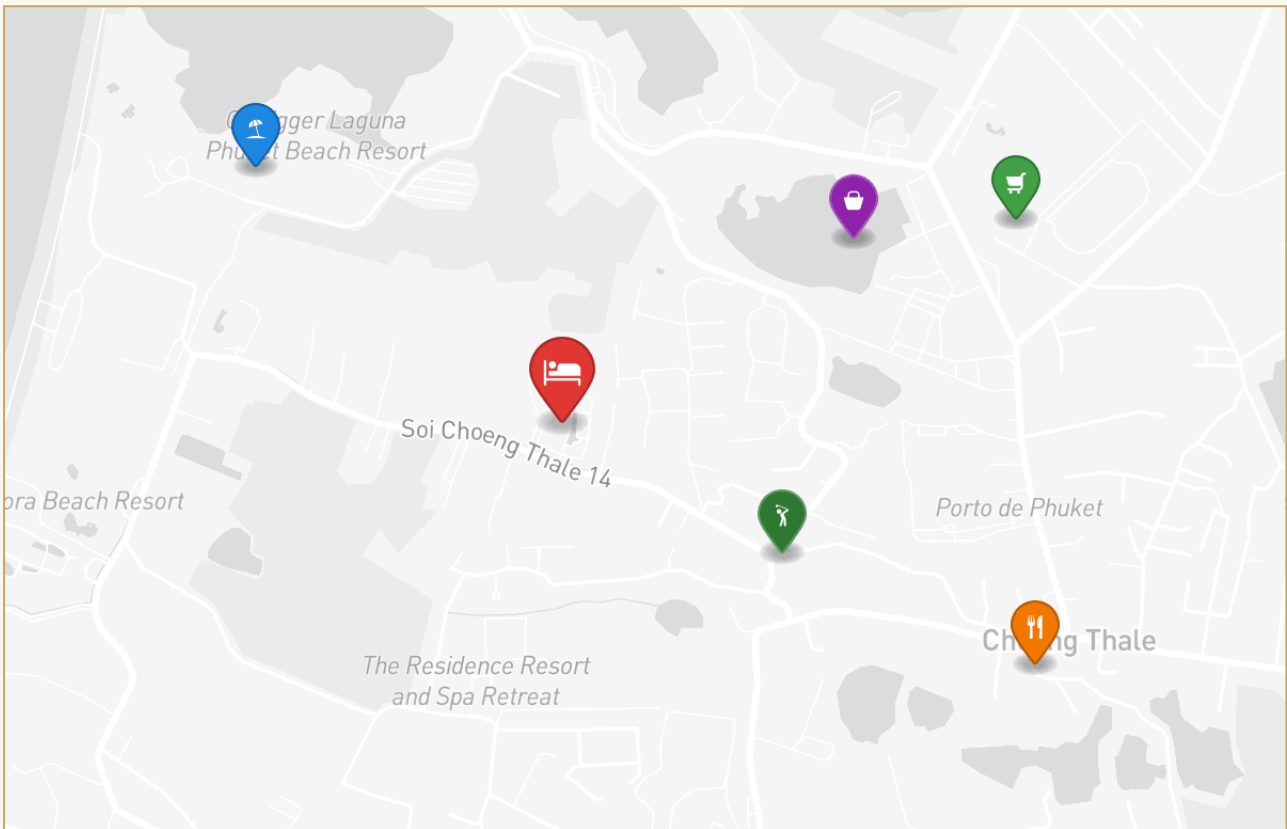 Laguna
Beach Resort
Soi Choeng Thale 14
Beach Resort
Porto de Phuket
Thale
The Residence Resort
and Spa Retreat